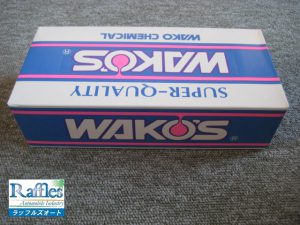 WAKO CHEMICAL
WAKO'S®
SUPER-QUALITY
WAKO'S®
Raffles
Automobile Industry
ラッフルズオート